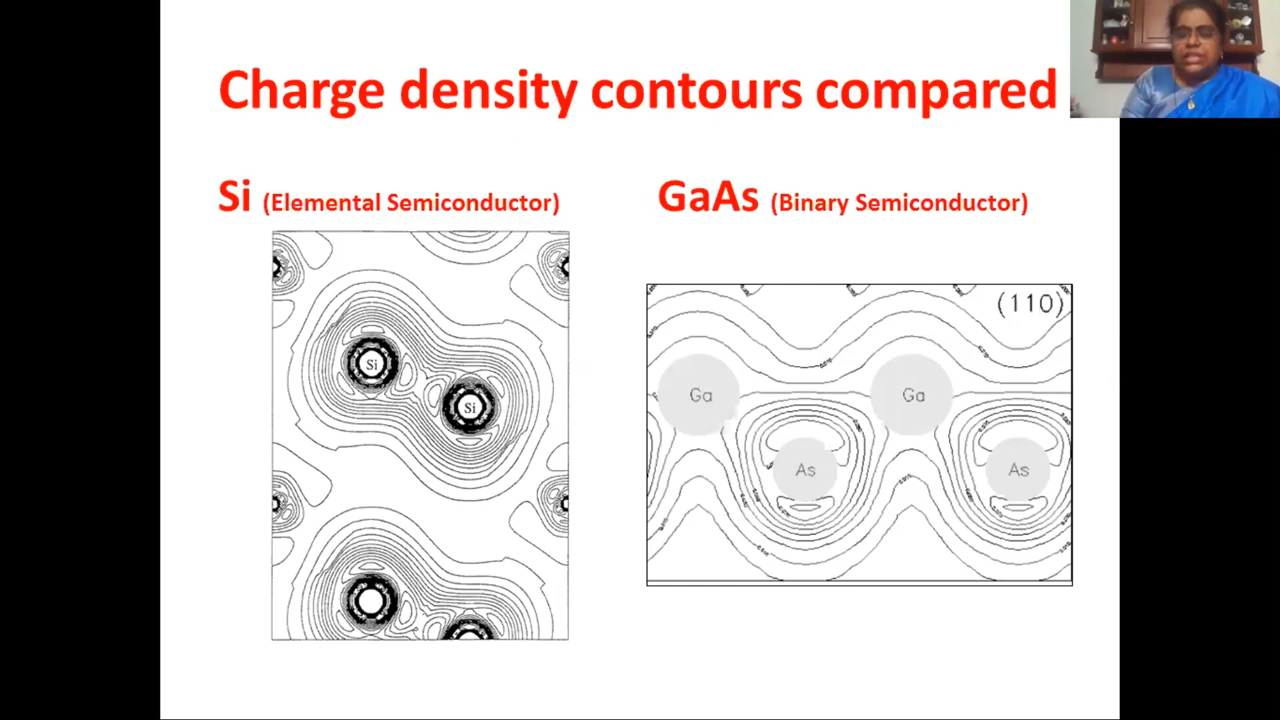 Charge density contours compared
Si (Elemental Semiconductor)
GaAs (Binary Semiconductor)
(110)
Si
Si
Ga
Ga
As
As